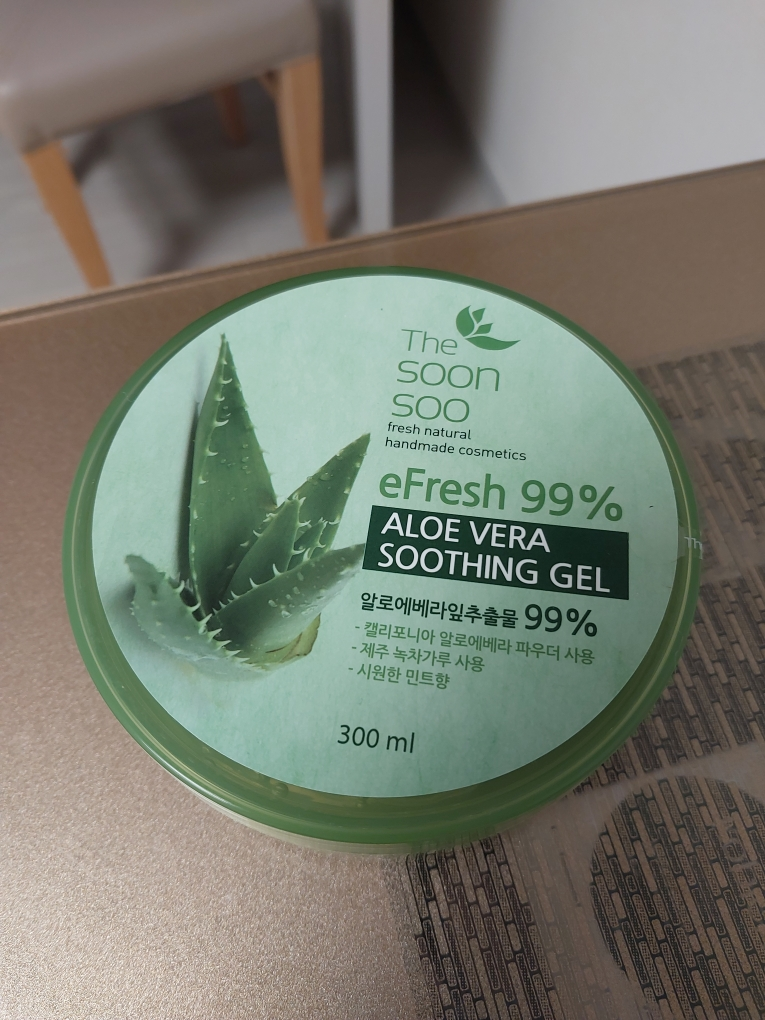 The
soon
soo
fresh natural
handmade cosmetics
eFresh 99%
ALOE VERA
SOOTHING GEL
알로에베라잎추출물 99%
- 캘리포니아 알로에베라 파우더 사용
- 제주 녹차가루 사용
- 시원한 민트향
300 ml
Th